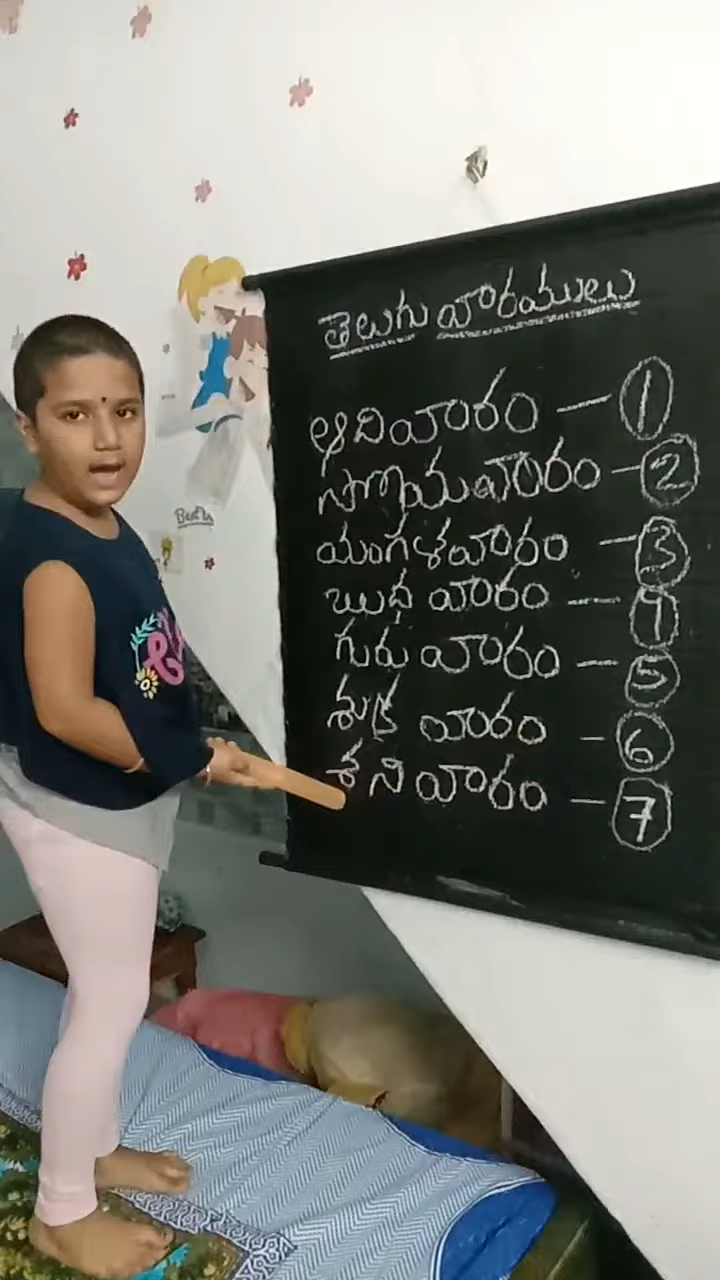 తెలుగు వారములు
ఆదివారం — 1
సోమవారం — 2
మంగళవారం — 3
బుధ వారం — 4
గురు వారం — 5
శుక్ర వారం — 6
శనివారం — 7